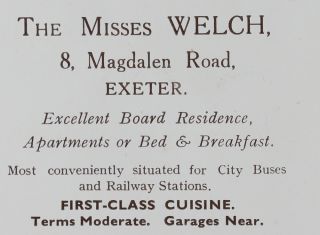 THE MISSES WELCH,
8, Magdalen Road,
EXETER.
Excellent Board Residence,
Apartments or Bed & Breakfast.
Most conveniently situated for City Buses
and Railway Stations.
FIRST-CLASS CUISINE.
Terms Moderate. Garages Near.